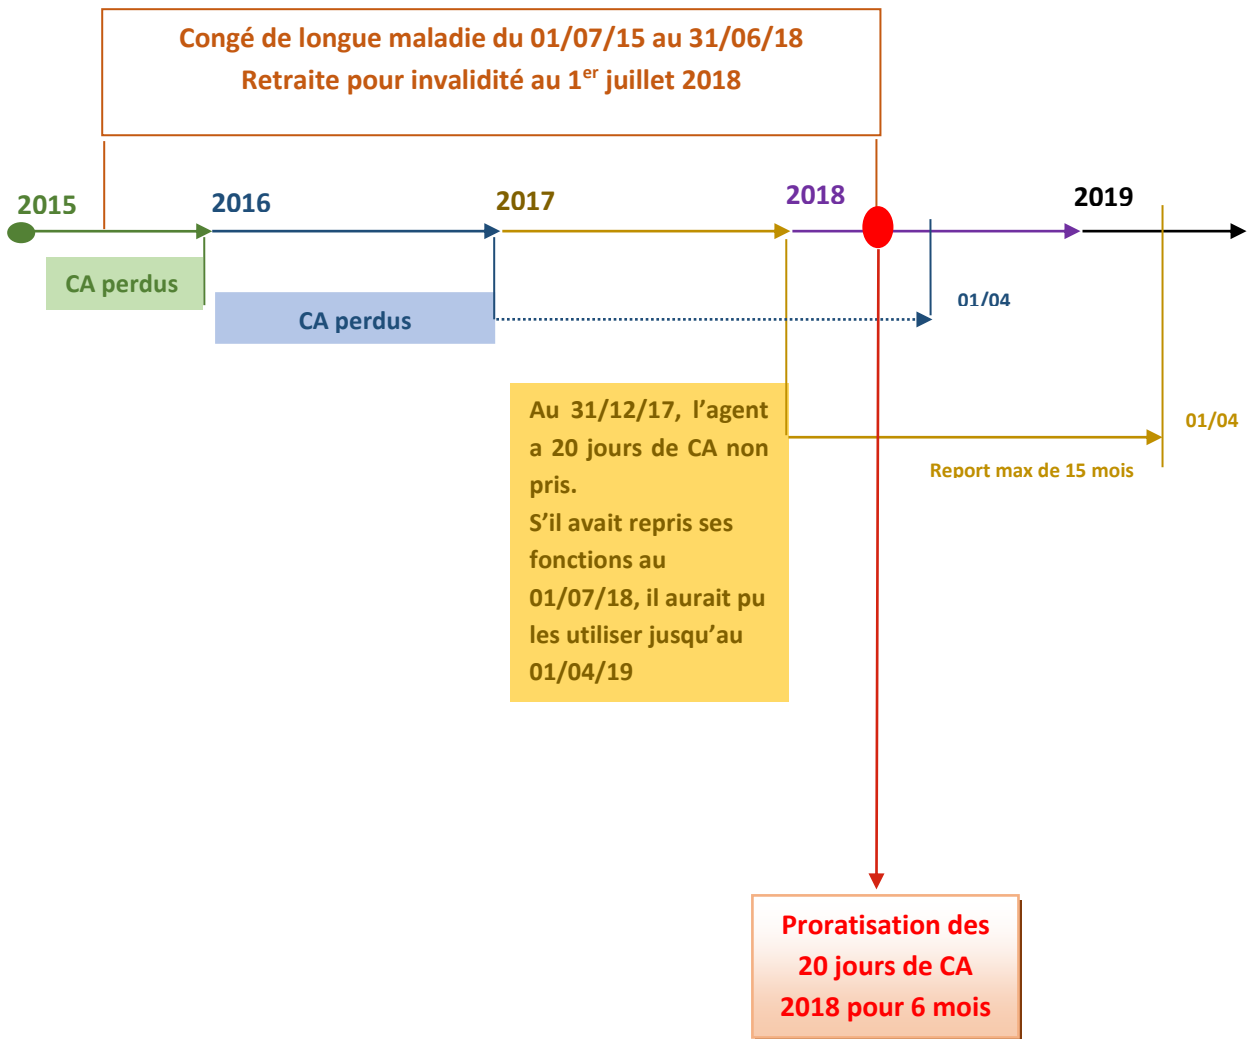 Congé de longue maladie du 01/07/15 au 31/06/18
Retraite pour invalidité au 1er juillet 2018
2015
2016
2017
2018
2019
CA perdus
CA perdus
01/04
Au 31/12/17, l’agent
a 20 jours de CA non
pris.
S’il avait repris ses
fonctions au
01/07/18, il aurait pu
les utiliser jusqu’au
01/04/19
01/04
Report max de 15 mois
Proratisation des
20 jours de CA
2018 pour 6 mois